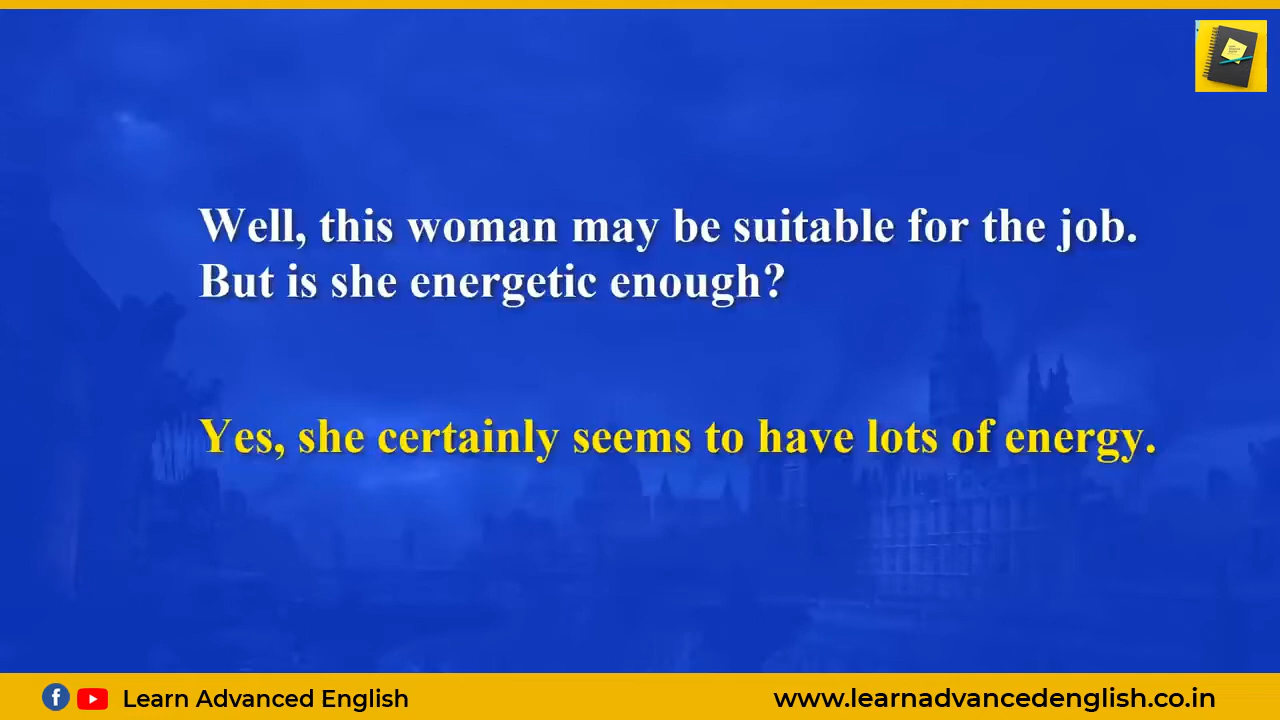 Well, this woman may be suitable for the job.
But is she energetic enough?
Yes, she certainly seems to have lots of energy.
Learn Advanced English
www.learnadvancedenglish.co.in